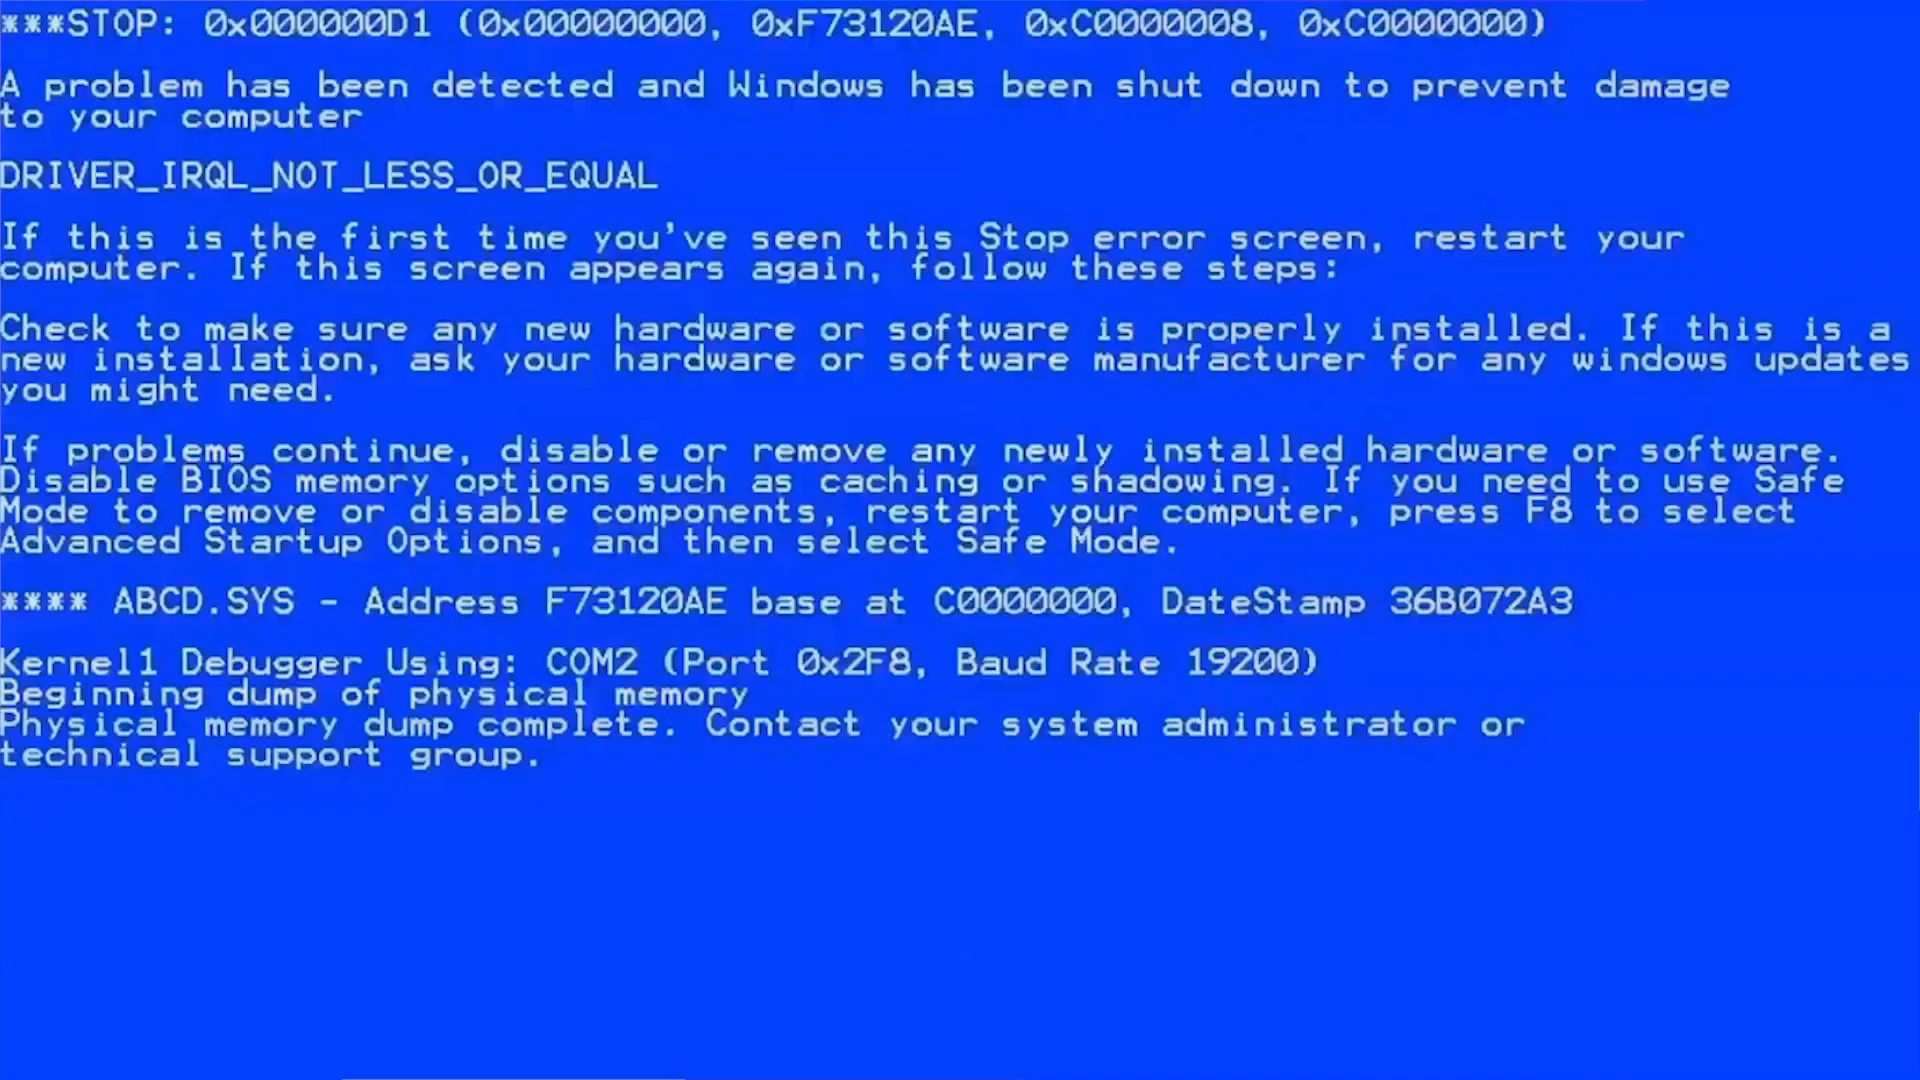 ***STOP: 0x000000D1 (0x00000000, 0xF73120AE, 0xC0000008, 0xC0000000)
A problem has been detected and Windows has been shut down to prevent damage
to your computer
DRIVER_IRQL_NOT_LESS_OR_EQUAL
If this is the first time you've seen this Stop error screen, restart your
computer. If this screen appears again, follow these steps:
Check to make sure any new hardware or software is properly installed. If this is a
new installation, ask your hardware or software manufacturer for any windows updates
you might need.
If problems continue, disable or remove any newly installed hardware or software.
Disable BIOS memory options such as caching or shadowing. If you need to use Safe
Mode to remove or disable components, restart your computer, press F8 to select
Advanced Startup Options, and then select Safe Mode.
**** ABCD.SYS - Address F73120AE base at C0000000, DateStamp 36B072A3
Kernel1 Debugger Using: COM2 (Port 0x2F8, Baud Rate 19200)
Beginning dump of physical memory
Physical memory dump complete. Contact your system administrator or
technical support group.